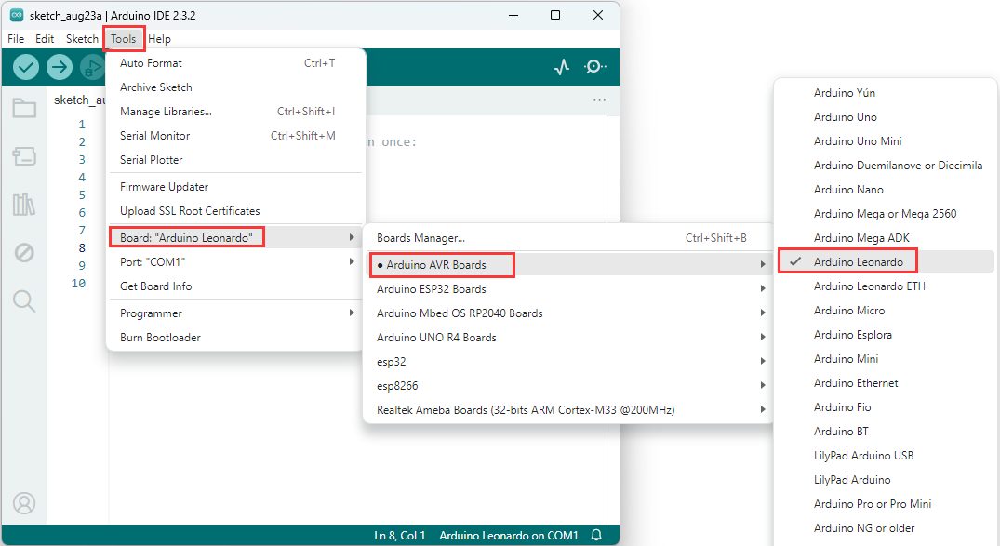 sketch_aug23a | Arduino IDE 2.3.2
File Edit Sketch Tools Help
sketch_au
1
2
3
4
5
6
7
8
9
10
n once:
Auto Format Ctrl+T
Archive Sketch
Manage Libraries... Ctrl+Shift+I
Serial Monitor Ctrl+Shift+M
Serial Plotter
Firmware Updater
Upload SSL Root Certificates
Board: "Arduino Leonardo"
Port: "COM1"
Get Board Info
Programmer
Burn Bootloader
Boards Manager... Ctrl+Shift+B
● Arduino AVR Boards
Arduino ESP32 Boards
Arduino Mbed OS RP2040 Boards
Arduino UNO R4 Boards
esp32
esp8266
Realtek Ameba Boards (32-bits ARM Cortex-M33 @200MHz)
Arduino Yún
Arduino Uno
Arduino Uno Mini
Arduino Duemilanove or Diecimila
Arduino Nano
Arduino Mega or Mega 2560
Arduino Mega ADK
✓ Arduino Leonardo
Arduino Leonardo ETH
Arduino Micro
Arduino Esplora
Arduino Mini
Arduino Ethernet
Arduino Fio
Arduino BT
LilyPad Arduino USB
LilyPad Arduino
Arduino Pro or Pro Mini
Arduino NG or older
Ln 8, Col 1 Arduino Leonardo on COM1